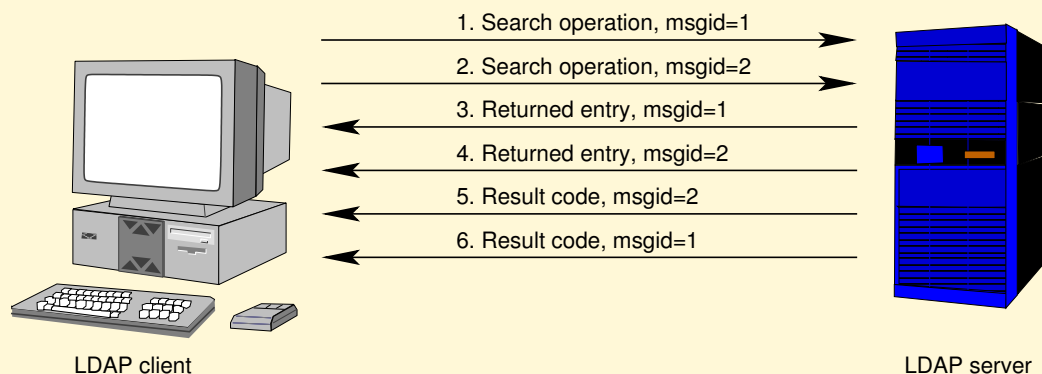 1. Search operation, msgid=1
2. Search operation, msgid=2
3. Returned entry, msgid=1
4. Returned entry, msgid=2
5. Result code, msgid=2
6. Result code, msgid=1
LDAP client
LDAP server